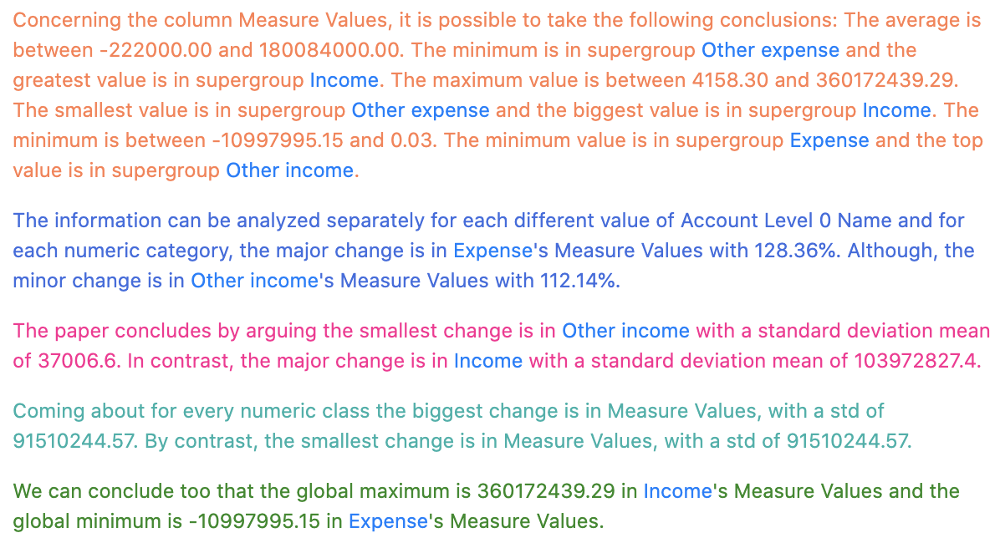 Concerning the column Measure Values, it is possible to take the following conclusions: The average is
between -222000.00 and 180084000.00. The minimum is in supergroup Other expense and the
greatest value is in supergroup Income. The maximum value is between 4158.30 and 360172439.29.
The smallest value is in supergroup Other expense and the biggest value is in supergroup Income. The
minimum is between -10997995.15 and 0.03. The minimum value is in supergroup Expense and the top
value is in supergroup Other income.
The information can be analyzed separately for each different value of Account Level 0 Name and for
each numeric category, the major change is in Expense's Measure Values with 128.36%. Although, the
minor change is in Other income's Measure Values with 112.14%.
The paper concludes by arguing the smallest change is in Other income with a standard deviation mean
of 37006.6. In contrast, the major change is in Income with a standard deviation mean of 103972827.4.
Coming about for every numeric class the biggest change is in Measure Values, with a std of
91510244.57. By contrast, the smallest change is in Measure Values, with a std of 91510244.57.
We can conclude too that the global maximum is 360172439.29 in Income's Measure Values and the
global minimum is -10997995.15 in Expense's Measure Values.